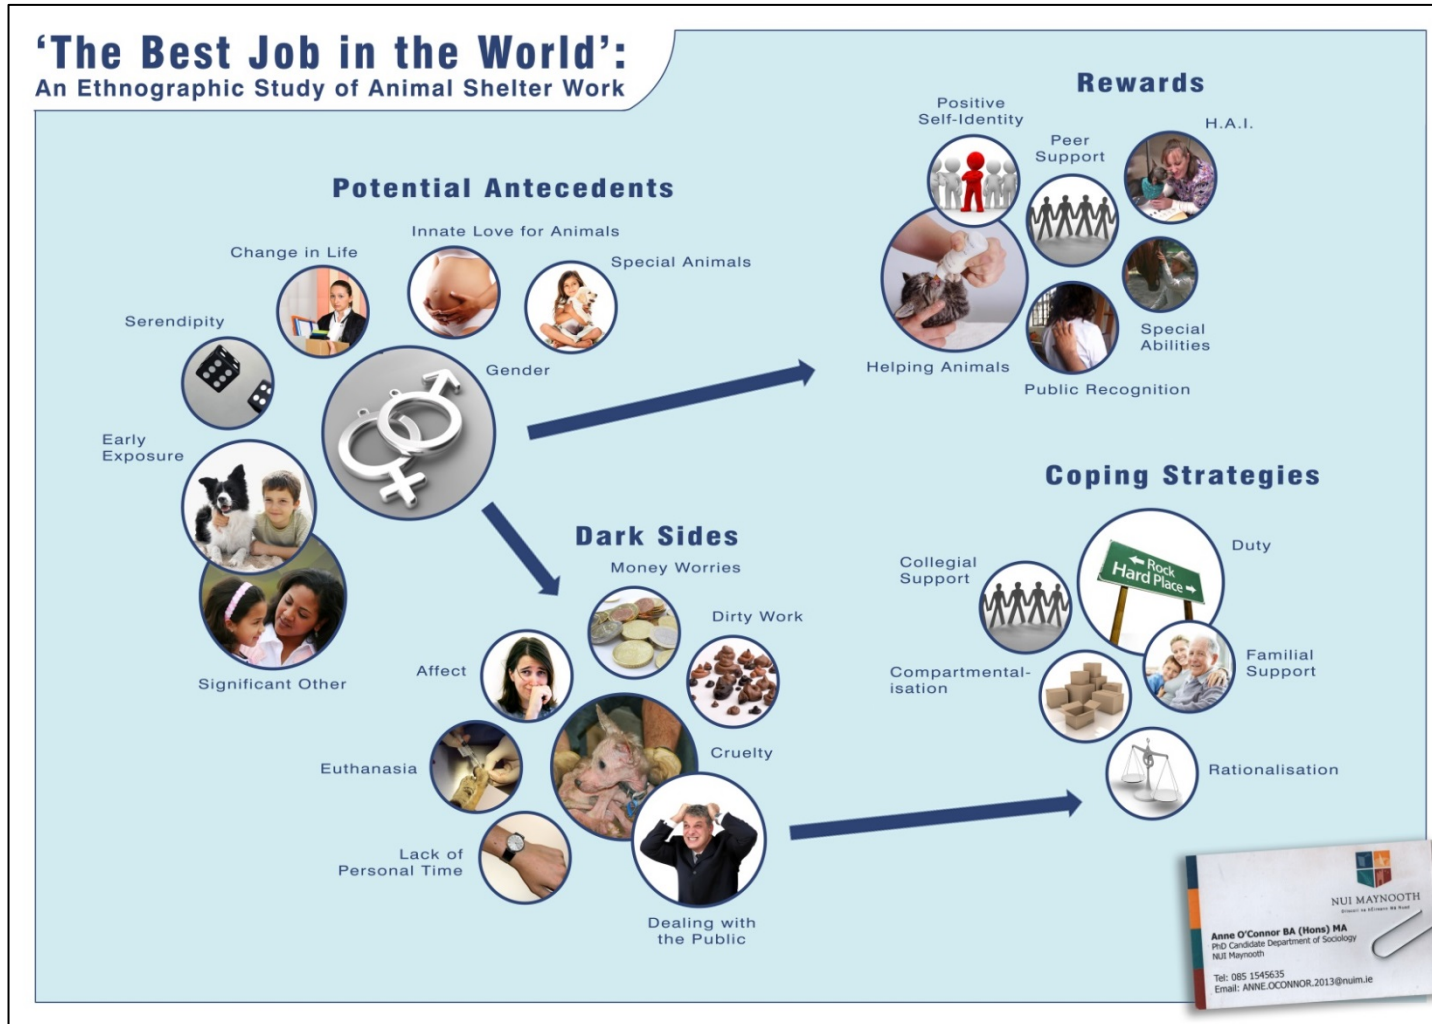 ‘The Best Job in the World’:
An Ethnographic Study of Animal Shelter Work
Potential Antecedents
Innate Love for Animals
Change in Life
Special Animals
Serendipity
Gender
Early
Exposure
Significant Other
Rewards
Positive
Self-Identity
Peer
Support
H.A.I.
Helping Animals
Special
Abilities
Public Recognition
Dark Sides
Money Worries
Dirty Work
Affect
Cruelty
Euthanasia
Lack of
Personal Time
Dealing with
the Public
Coping Strategies
Collegial
Support
Rock
Hard Place
Duty
Compartmental-
isation
Familial
Support
Rationalisation
NUI MAYNOOTH
Anne O'Connor BA (Hons) MA
PhD Candidate Department of Sociology
NUI Maynooth
Tel: 085 1545635
Email: ANNE.OCONNOR.2013@nuim.ie